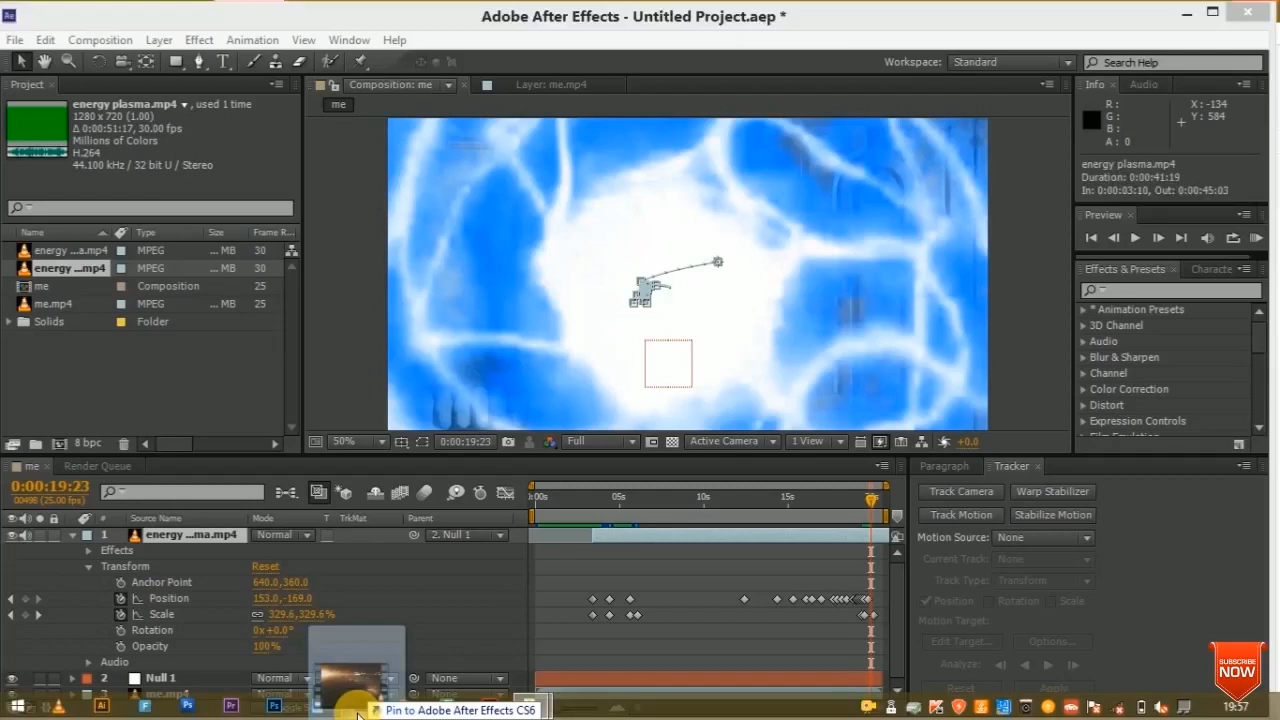 Adobe After Effects - Untitled Project.aep *
File Edit Composition Layer Effect Animation View Window Help
Workspace: Standard Search Help
Project Composition: me Layer: me.mp4 Info Audio
energy plasma.mp4 , used 1 time
1280 x 720 (1.00)
Δ 0:00:51:17, 30.00 fps
Millions of Colors
H.264
44.100 kHz / 32 bit U / Stereo
me
R :
G :
B :
A : 0
X : -134
Y : 584
energy plasma.mp4
Duration: 0:00:41:19
In: 0:00:03:10, Out: 0:00:45:03
Preview
Name Type Size Frame R...
energy ...a.mp4 MPEG ... MB 30
energy ...mp4 MPEG ... MB 30
me Composition 25
me.mp4 MPEG ... MB 25
Solids Folder
Effects & Presets Characte
* Animation Presets
3D Channel
Audio
Blur & Sharpen
Channel
Color Correction
Distort
Expression Controls
8 bpc
50% 0:00:19:23 Full Active Camera 1 View +0.0
me Render Queue
0:00:19:23
00498 (25.00 fps)
# Source Name Mode T TrkMat Parent
:00s 05s 10s 15s
1 energy ...ma.mp4 Normal 2. Null 1
Effects
Transform Reset
Anchor Point 640.0,360.0
Position 153.0,-169.0
Scale 329.6,329.6%
Rotation 0x+0.0°
Opacity 100%
Audio
2 Null 1 Normal None
me.mp4
Paragraph Tracker
Track Camera Warp Stabilizer
Track Motion Stabilize Motion
Motion Source: None
Current Track: None
Track Type: Transform
Position Rotation Scale
Motion Target:
Edit Target... Options...
Analyze:
Reset Apply
SUBSCRIBE
NOW
Ai Ps Pr Ps
Pin to Adobe After Effects CS6
19:57